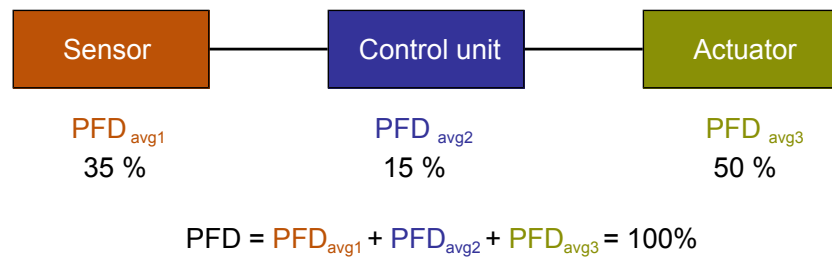 Sensor Control unit Actuator
PFD avg1 PFD avg2 PFD avg3
35 % 15 % 50 %
PFD = PFDavg1 + PFDavg2 + PFDavg3 = 100%